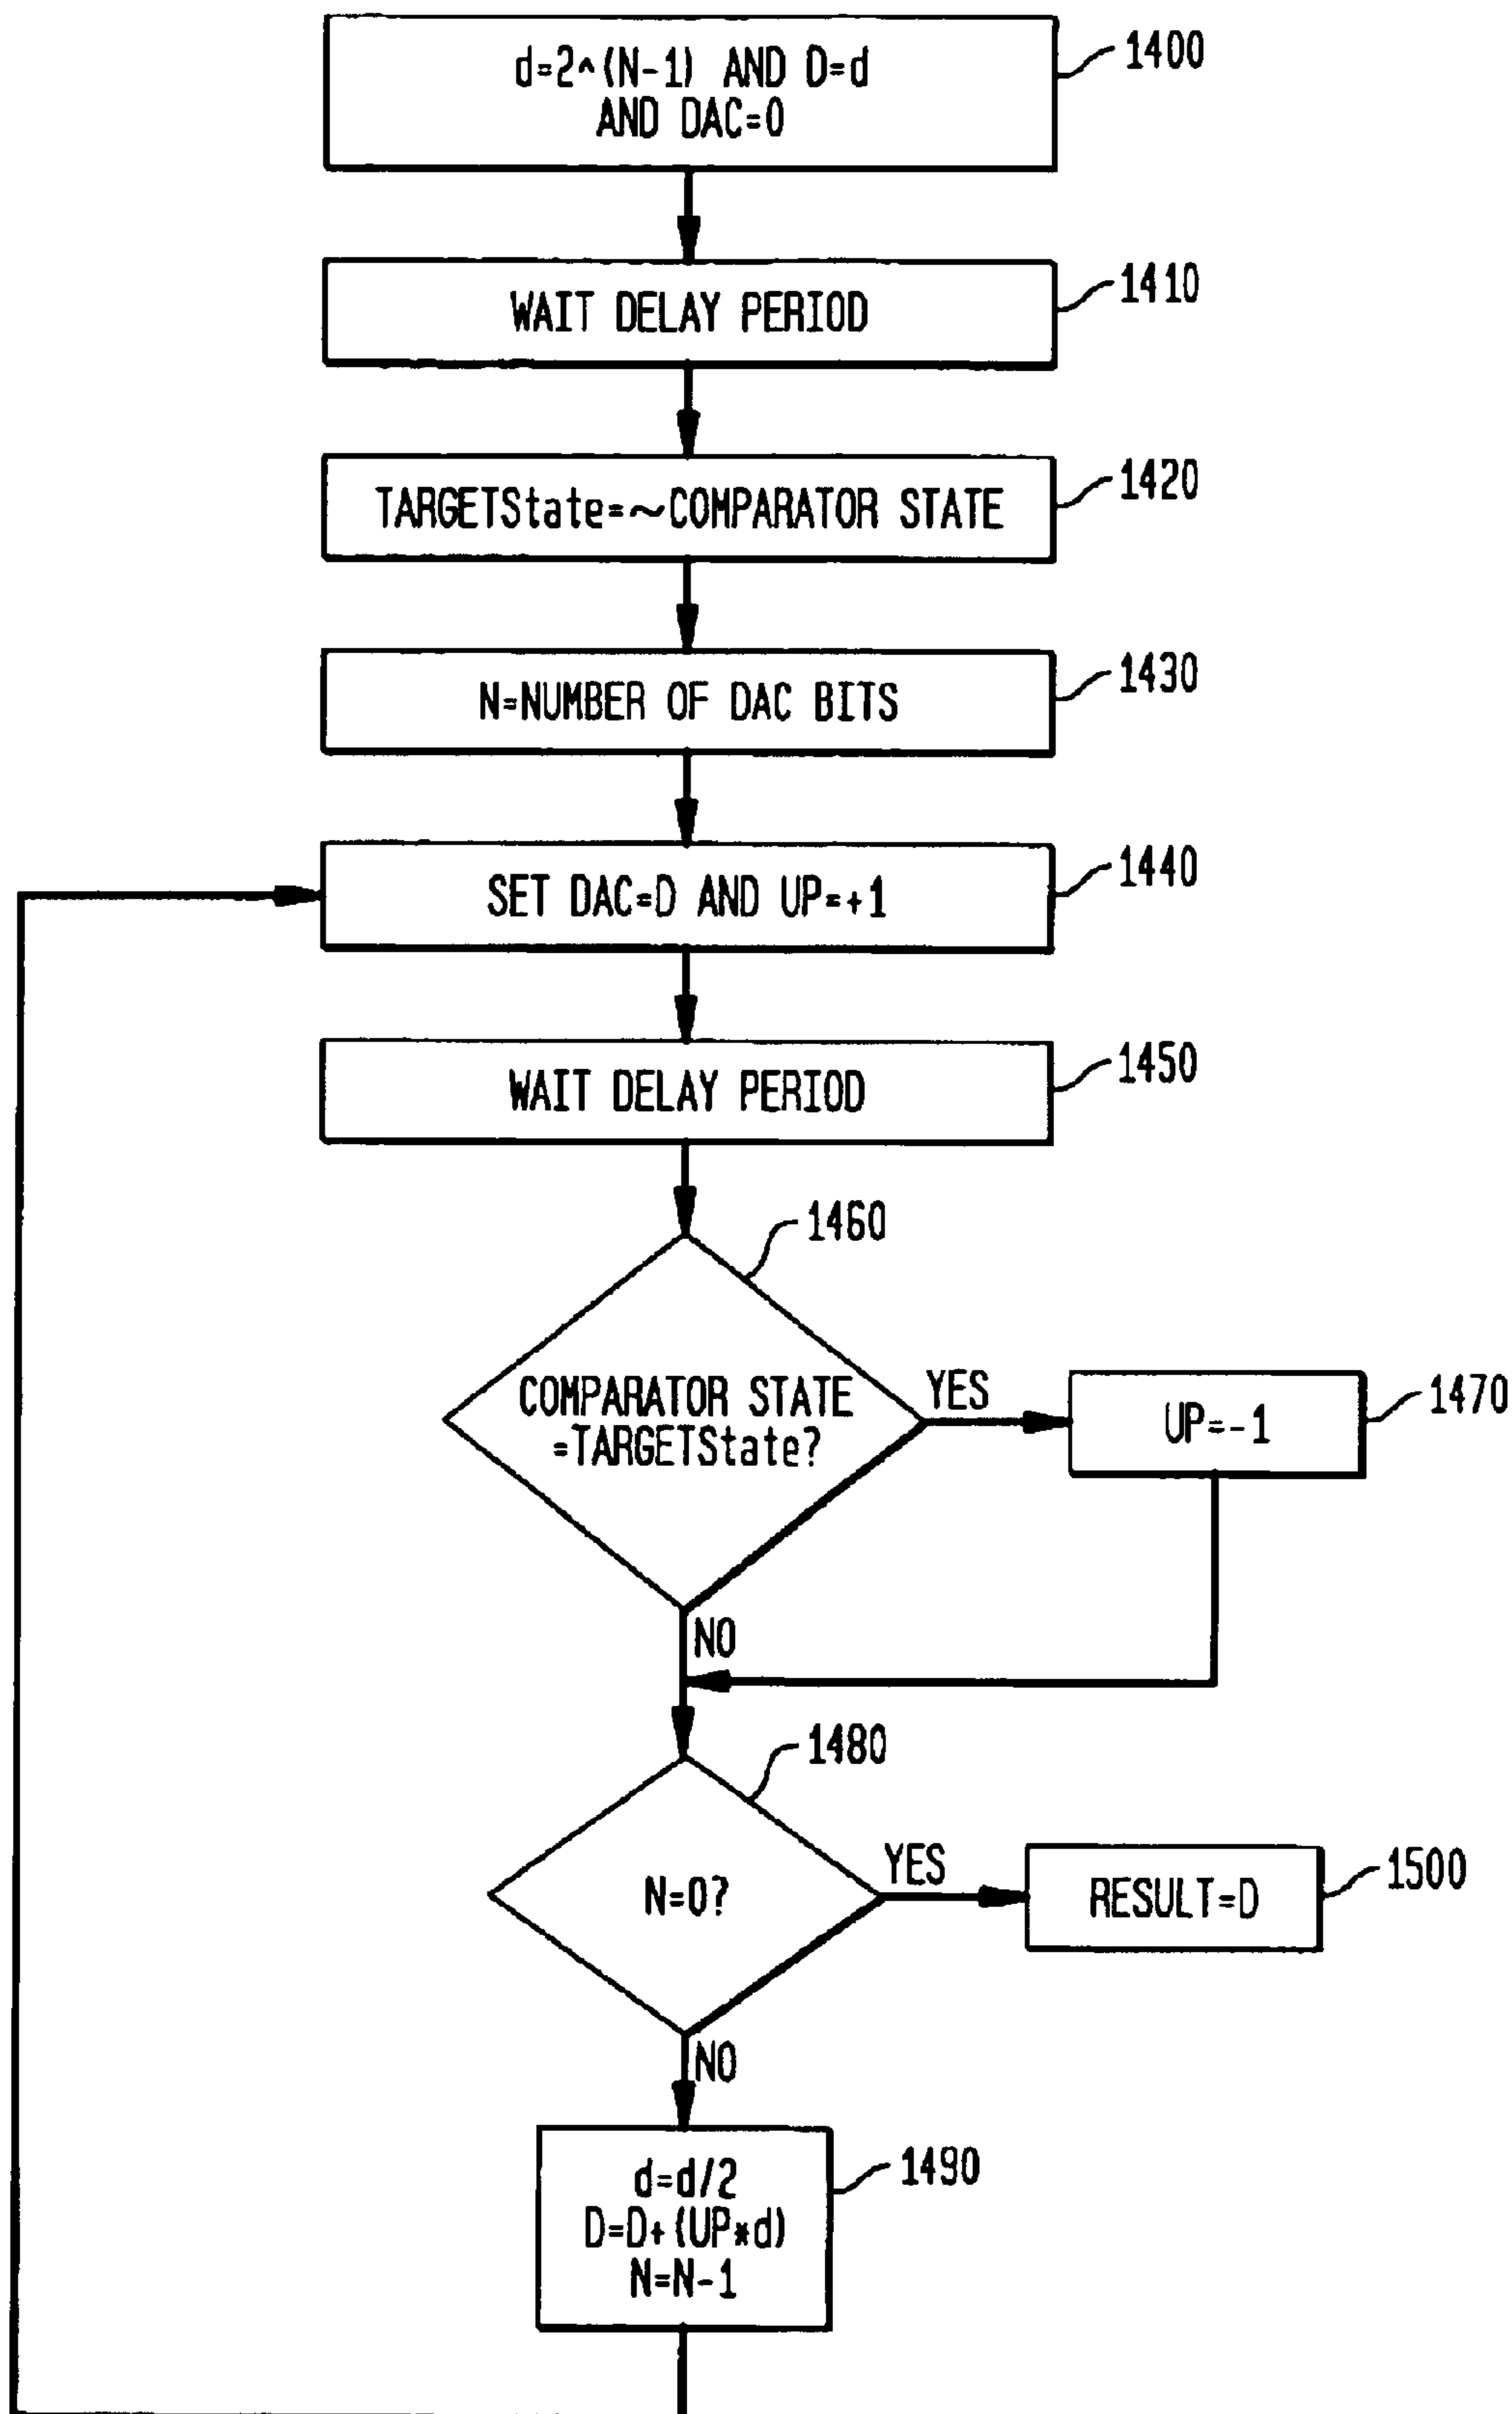 d=2^(N-1) AND D=d
AND DAC=0
1400
WAIT DELAY PERIOD
1410
TARGETState=~COMPARATOR STATE
1420
N=NUMBER OF DAC BITS
1430
SET DAC=D AND UP=+1
1440
WAIT DELAY PERIOD
1450
1460
COMPARATOR STATE
=TARGETState?
YES
UP=-1
1470
NO
1480
N=0?
YES
RESULT=D
1500
NO
d=d/2
D=D+(UP*d)
N=N-1
1490